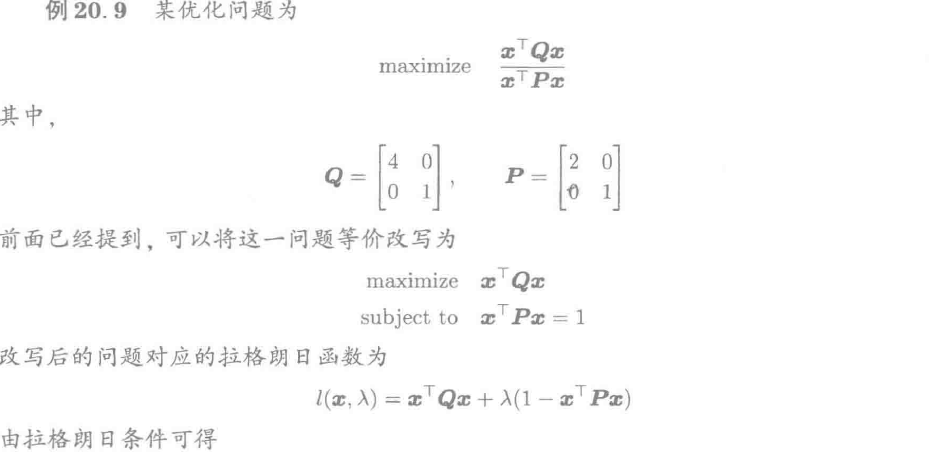 例 20.9 某优化问题为
maximize $\frac{\boldsymbol{x}^\top \boldsymbol{Q} \boldsymbol{x}}{\boldsymbol{x}^\top \boldsymbol{P} \boldsymbol{x}}$
其中,
$\boldsymbol{Q} = \begin{bmatrix} 4 & 0 \\ 0 & 1 \end{bmatrix}, \quad \boldsymbol{P} = \begin{bmatrix} 2 & 0 \\ 0 & 1 \end{bmatrix}$
前面已经提到, 可以将这一问题等价改写为
maximize $\boldsymbol{x}^\top \boldsymbol{Q} \boldsymbol{x}$
subject to $\boldsymbol{x}^\top \boldsymbol{P} \boldsymbol{x} = 1$
改写后的问题对应的拉格朗日函数为
$l(\boldsymbol{x}, \lambda) = \boldsymbol{x}^\top \boldsymbol{Q} \boldsymbol{x} + \lambda(1 - \boldsymbol{x}^\top \boldsymbol{P} \boldsymbol{x})$
由拉格朗日条件可得